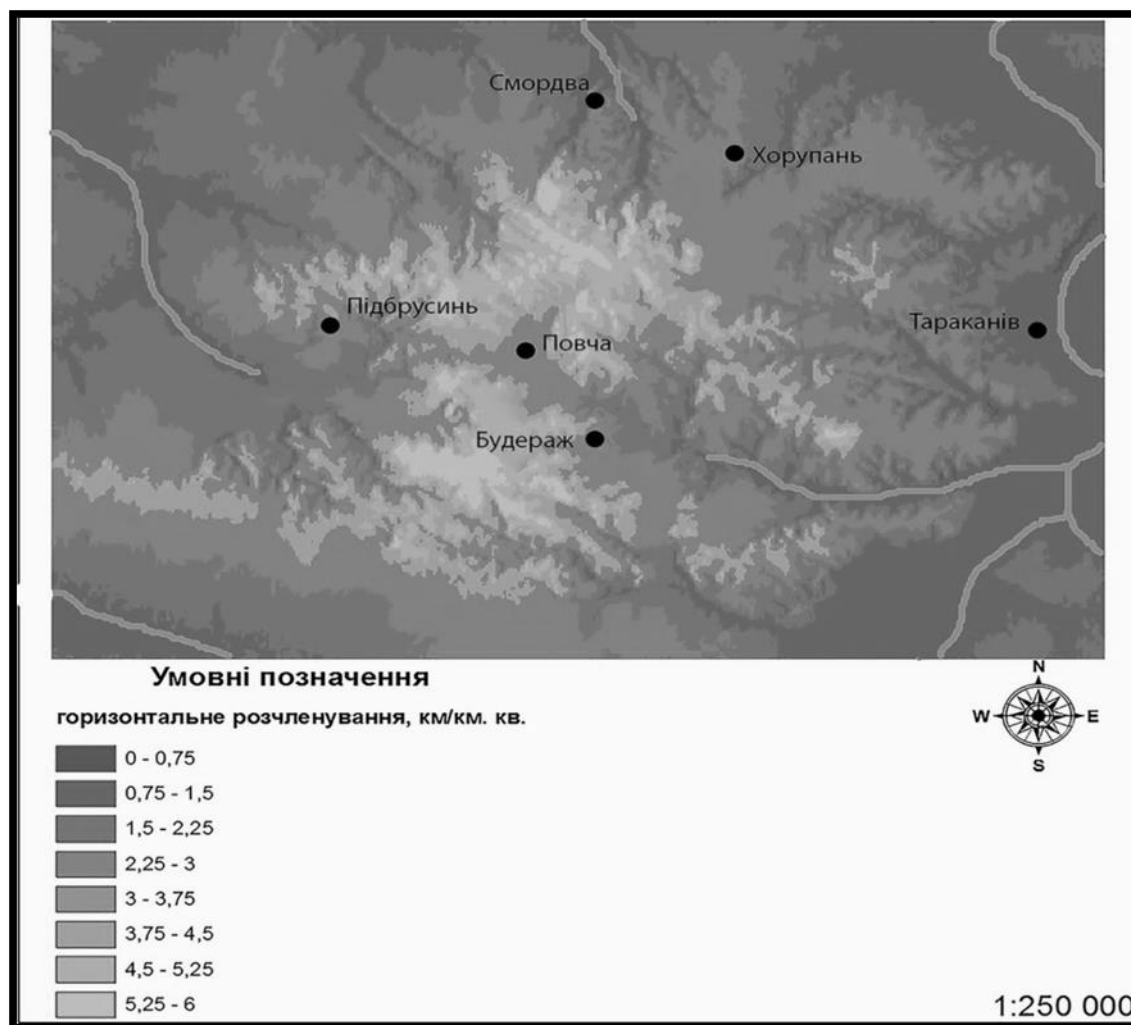 Смордва
Хорупань
Підбрусинь
Тараканів
Повча
Будераж
Умовні позначення
горизонтальне розчленування, км/км. кв.
N
W E
S
0 - 0,75
0,75 - 1,5
1,5 - 2,25
2,25 - 3
3 - 3,75
3,75 - 4,5
4,5 - 5,25
5,25 - 6
1:250 000